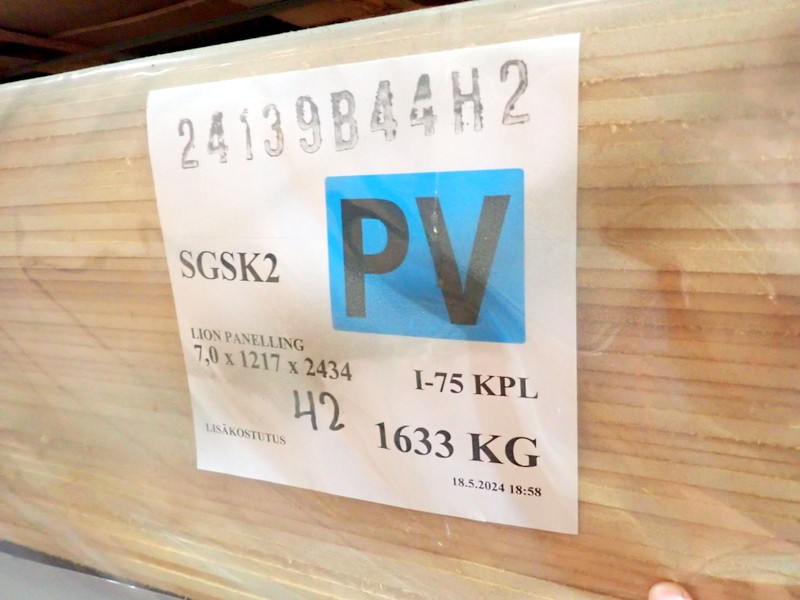 24139B44H2
PV
SGSK2
LION PANELLING
7,0 x 1217 x 2434
I-75 KPL
42
LISÄKOSTUTUS
1633 KG
18.5.2024 18:58